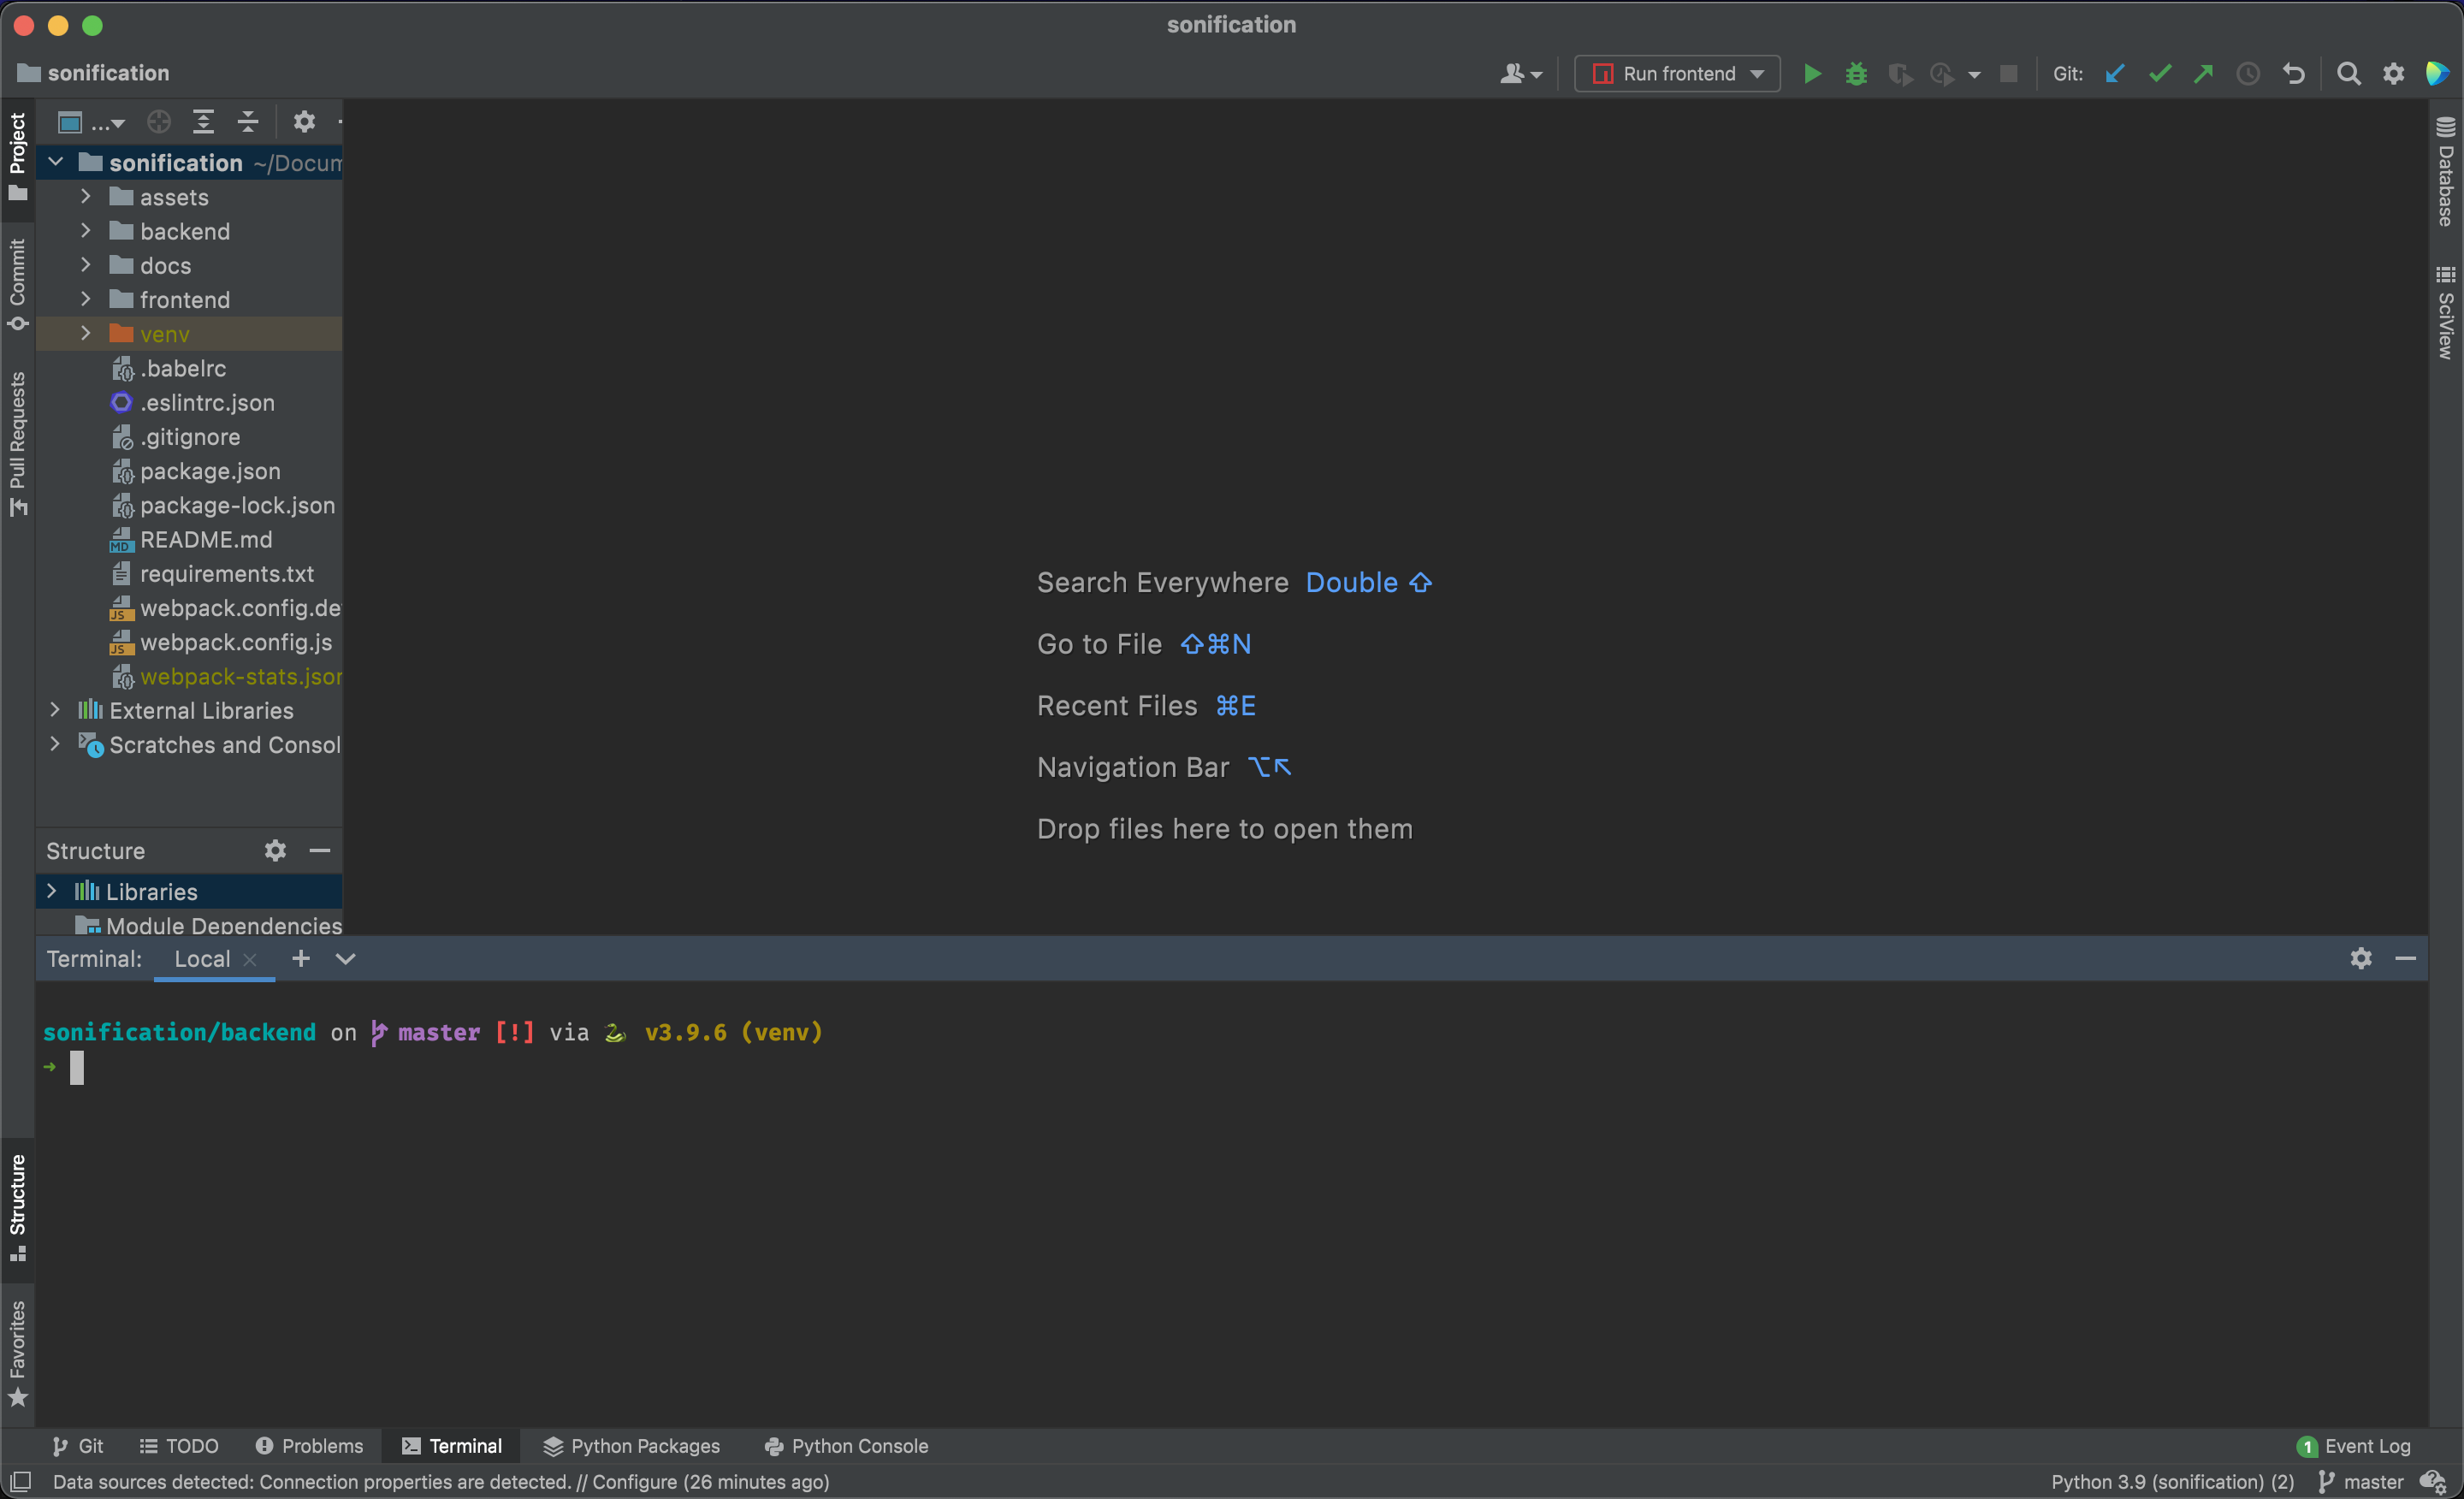 sonification
sonification
Run frontend
Git:
Project
Commit
Pull Requests
Structure
Favorites
...
sonification ~/Docum
assets
backend
docs
frontend
venv
.babelrc
.eslintrc.json
.gitignore
package.json
package-lock.json
README.md
requirements.txt
webpack.config.de
webpack.config.js
webpack-stats.json
External Libraries
Scratches and Consol
Structure
Libraries
Module Dependencies
Search Everywhere Double ⇧
Go to File ⇧⌘N
Recent Files ⌘E
Navigation Bar ⌥↖
Drop files here to open them
Database
SciView
Terminal: Local
sonification/backend on master [!] via 🐍 v3.9.6 (venv)
➜
Git
TODO
Problems
Terminal
Python Packages
Python Console
1 Event Log
Data sources detected: Connection properties are detected. // Configure (26 minutes ago)
Python 3.9 (sonification) (2)
master